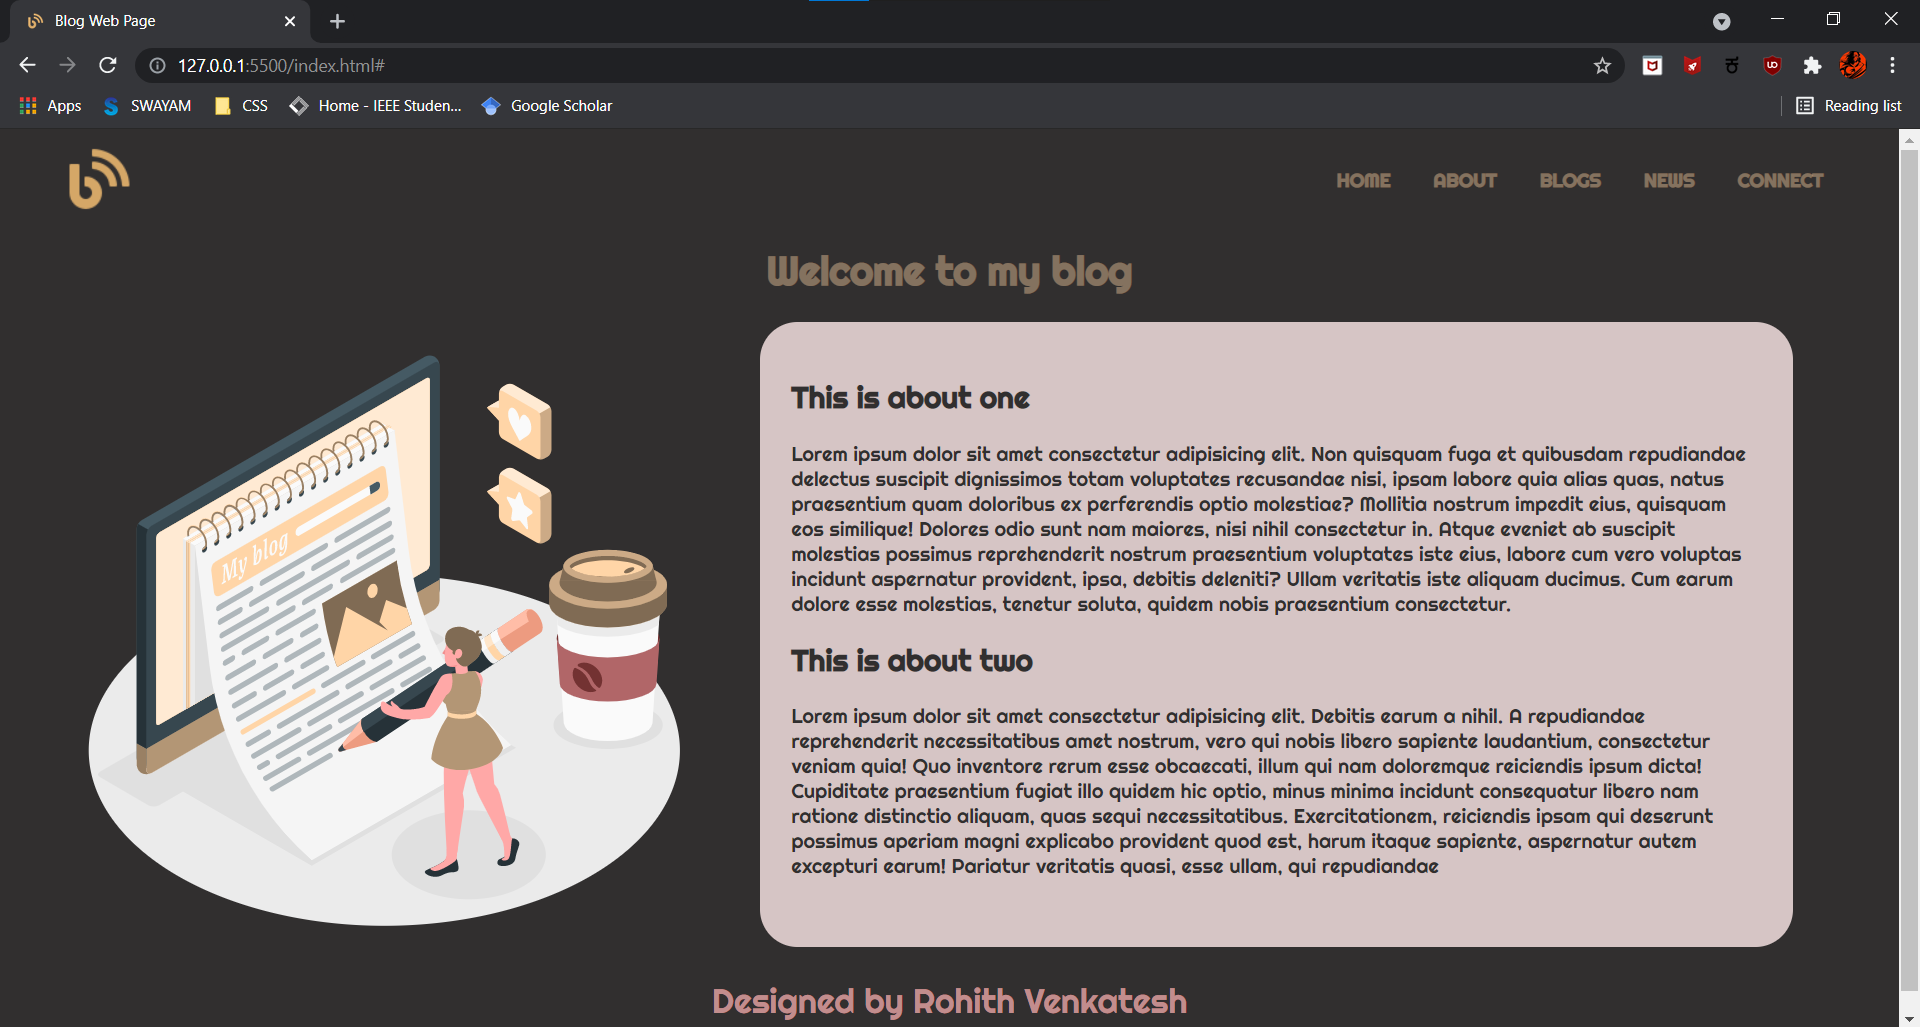 Blog Web Page
127.0.0.1:5500/index.html#
Apps SWAYAM CSS Home - IEEE Studen... Google Scholar Reading list
b
HOME ABOUT BLOGS NEWS CONNECT
Welcome to my blog
My blog
This is about one
Lorem ipsum dolor sit amet consectetur adipisicing elit. Non quisquam fuga et quibusdam repudiandae
delectus suscipit dignissimos totam voluptates recusandae nisi, ipsam labore quia alias quas, natus
praesentium quam doloribus ex perferendis optio molestiae? Mollitia nostrum impedit eius, quisquam
eos similique! Dolores odio sunt nam maiores, nisi nihil consectetur in. Atque eveniet ab suscipit
molestias possimus reprehenderit nostrum praesentium voluptates iste eius, labore cum vero voluptas
incidunt aspernatur provident, ipsa, debitis deleniti? Ullam veritatis iste aliquam ducimus. Cum earum
dolore esse molestias, tenetur soluta, quidem nobis praesentium consectetur.
This is about two
Lorem ipsum dolor sit amet consectetur adipisicing elit. Debitis earum a nihil. A repudiandae
reprehenderit necessitatibus amet nostrum, vero qui nobis libero sapiente laudantium, consectetur
veniam quia! Quo inventore rerum esse obcaecati, illum qui nam doloremque reiciendis ipsum dicta!
Cupiditate praesentium fugiat illo quidem hic optio, minus minima incidunt consequatur libero nam
ratione distinctio aliquam, quas sequi necessitatibus. Exercitationem, reiciendis ipsam qui deserunt
possimus aperiam magni explicabo provident quod est, harum itaque sapiente, aspernatur autem
excepturi earum! Pariatur veritatis quasi, esse ullam, qui repudiandae
Designed by Rohith Venkatesh